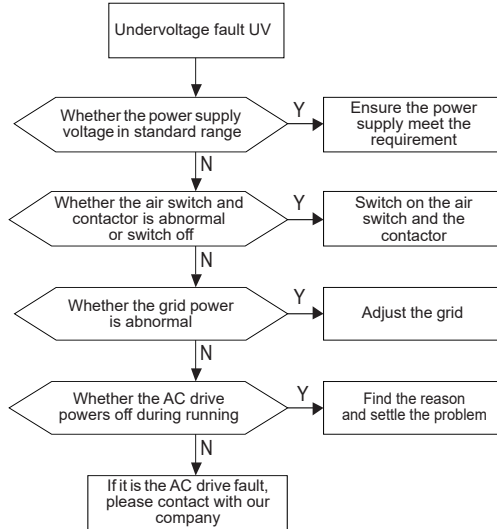 Undervoltage fault UV
Whether the power supply
voltage in standard range
Y
Ensure the power
supply meet the
requirement
N
Whether the air switch and
contactor is abnormal
or switch off
Y
Switch on the air
switch and the
contactor
N
Whether the grid power
is abnormal
Y
Adjust the grid
N
Whether the AC drive
powers off during running
Y
Find the reason
and settle the problem
N
If it is the AC drive fault,
please contact with our
company